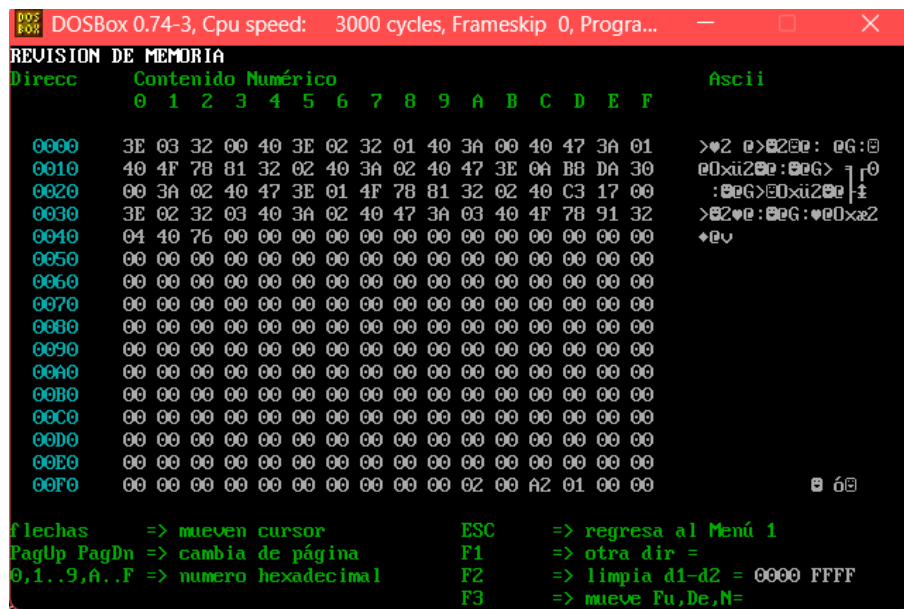 DOSBox 0.74-3, Cpu speed: 3000 cycles, Frameskip 0, Progra...
REVISION DE MEMORIA
Direcc Contenido Numérico Ascii
0 1 2 3 4 5 6 7 8 9 A B C D E F
0000 3E 03 32 00 40 3E 02 32 01 40 3A 00 40 47 3A 01 >♥2 @>☻2☺@: @G:☺
0010 40 4F 78 81 32 02 40 3A 02 40 47 3E 0A B8 DA 30 @Oxü2☻@:☻@G> ╕┌0
0020 00 3A 02 40 47 3E 01 4F 78 81 32 02 40 C3 17 00 :☻@G>☺Oxü2☻@├↨
0030 3E 02 32 03 40 3A 02 40 47 3A 03 40 4F 78 91 32 >☻2♥@:☻@G:♥@Oxæ2
0040 04 40 76 00 00 00 00 00 00 00 00 00 00 00 00 00 ♦@v
0050 00 00 00 00 00 00 00 00 00 00 00 00 00 00 00 00
0060 00 00 00 00 00 00 00 00 00 00 00 00 00 00 00 00
0070 00 00 00 00 00 00 00 00 00 00 00 00 00 00 00 00
0080 00 00 00 00 00 00 00 00 00 00 00 00 00 00 00 00
0090 00 00 00 00 00 00 00 00 00 00 00 00 00 00 00 00
00A0 00 00 00 00 00 00 00 00 00 00 00 00 00 00 00 00
00B0 00 00 00 00 00 00 00 00 00 00 00 00 00 00 00 00
00C0 00 00 00 00 00 00 00 00 00 00 00 00 00 00 00 00
00D0 00 00 00 00 00 00 00 00 00 00 00 00 00 00 00 00
00E0 00 00 00 00 00 00 00 00 00 00 00 00 00 00 00 00
00F0 00 00 00 00 00 00 00 00 00 00 02 00 A2 01 00 00 ☻ ó☺
flechas => mueven cursor ESC => regresa al Menú 1
PagUp PagDn => cambia de página F1 => otra dir =
0,1..9,A..F => numero hexadecimal F2 => limpia d1-d2 = 0000 FFFF
F3 => mueve Fu,De,N=